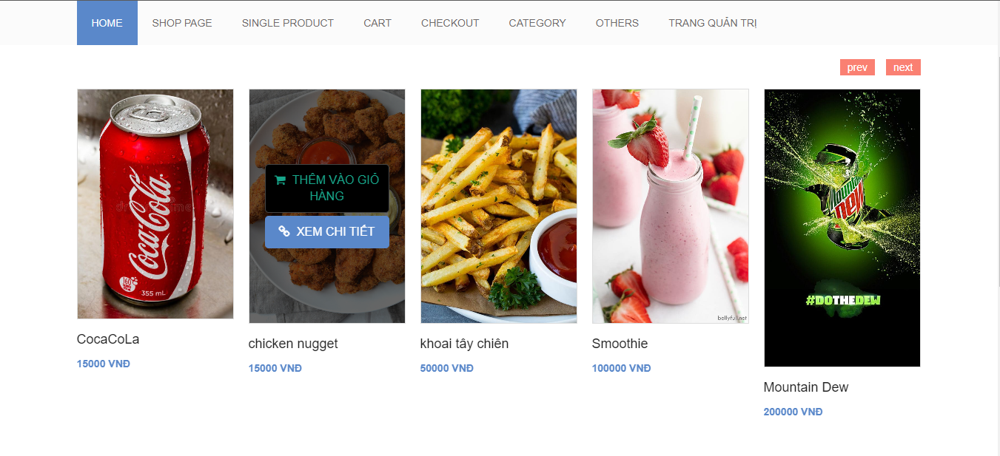 HOME SHOP PAGE SINGLE PRODUCT CART CHECKOUT CATEGORY OTHERS TRANG QUẢN TRỊ
prev next
Coca-Cola
160
355 mL
THÊM VÀO GIỎ
HÀNG
XEM CHI TIẾT
bellyfull.net
#DOTHEDEW
CocaCoLa
15000 VNĐ
chicken nugget
15000 VNĐ
khoai tây chiên
50000 VNĐ
Smoothie
100000 VNĐ
Mountain Dew
200000 VNĐ